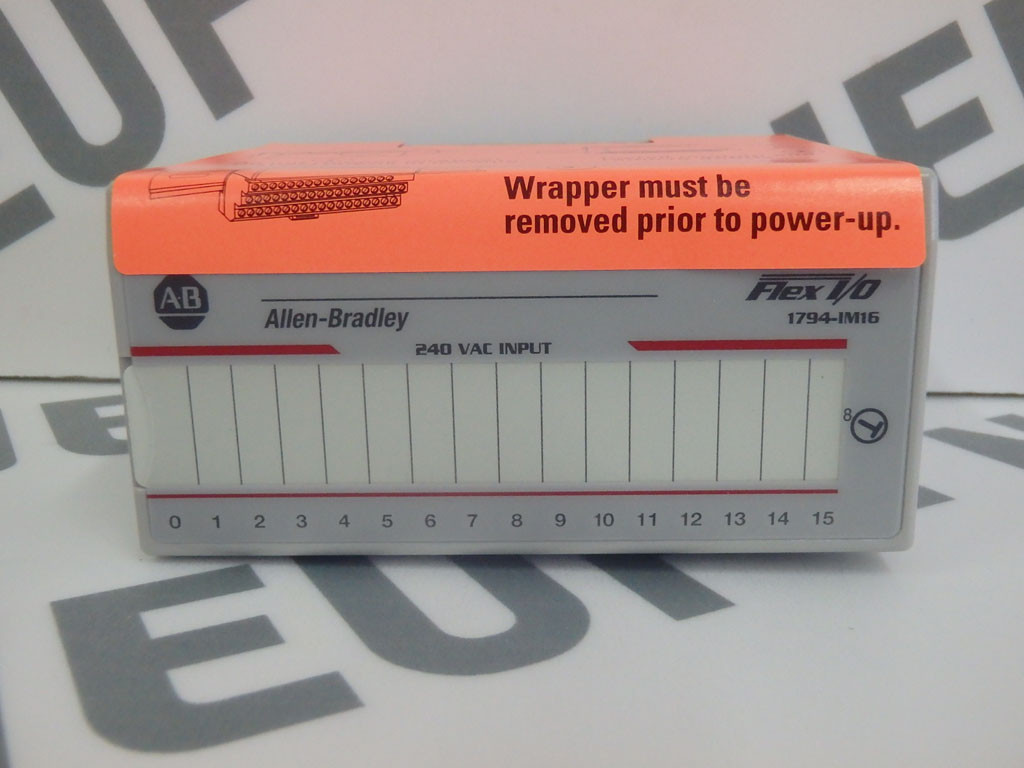 Wrapper must be
removed prior to power-up.
A·B
Flex I/O
Allen-Bradley
1794-IM16
240 VAC INPUT
8
0 1 2 3 4 5 6 7 8 9 10 11 12 13 14 15